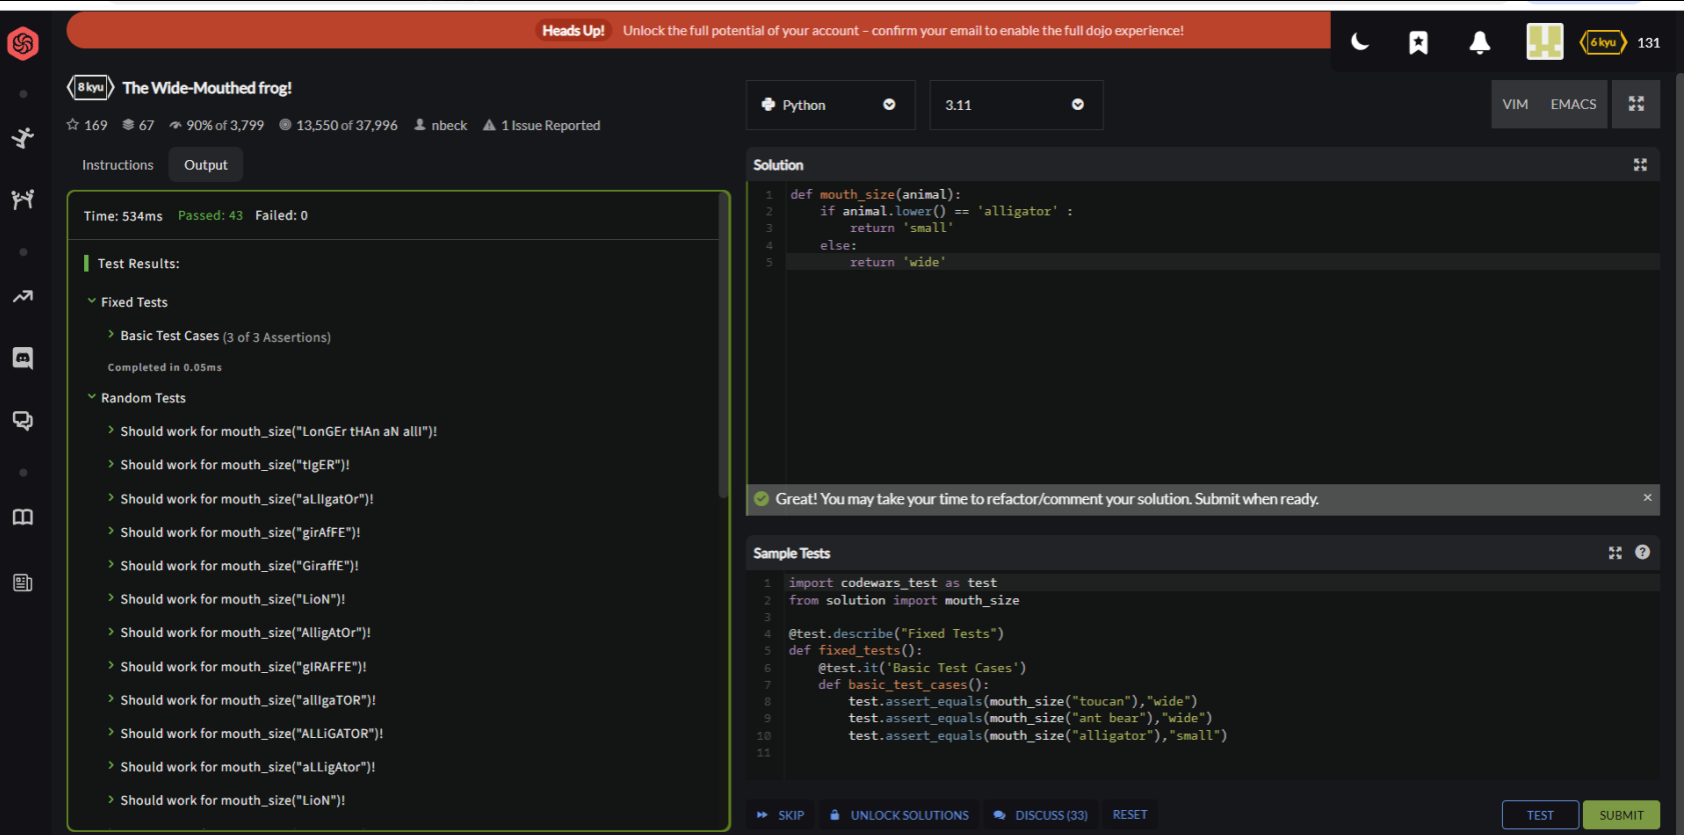 Heads Up! Unlock the full potential of your account – confirm your email to enable the full dojo experience!
6 kyu 131
8 kyu The Wide-Mouthed frog!
169 67 90% of 3,799 13,550 of 37,996 nbeck 1 Issue Reported
Instructions Output
Time: 534ms Passed: 43 Failed: 0
Test Results:
Fixed Tests
Basic Test Cases (3 of 3 Assertions)
Completed in 0.05ms
Random Tests
Should work for mouth_size("LonGEr tHAn aN allI")!
Should work for mouth_size("tIgER")!
Should work for mouth_size("aLlIgatOr")!
Should work for mouth_size("girAfFE")!
Should work for mouth_size("GiraffE")!
Should work for mouth_size("LioN")!
Should work for mouth_size("AlligAtOr")!
Should work for mouth_size("gIRAFFE")!
Should work for mouth_size("allIgaTOR")!
Should work for mouth_size("ALLiGATOR")!
Should work for mouth_size("aLLigAtor")!
Should work for mouth_size("LioN")!
Python 3.11 VIM EMACS
Solution
1 def mouth_size(animal):
2 if animal.lower() == 'alligator' :
3 return 'small'
4 else:
5 return 'wide'
Great! You may take your time to refactor/comment your solution. Submit when ready.
Sample Tests
1 import codewars_test as test
2 from solution import mouth_size
3
4 @test.describe("Fixed Tests")
5 def fixed_tests():
6 @test.it('Basic Test Cases')
7 def basic_test_cases():
8 test.assert_equals(mouth_size("toucan"),"wide")
9 test.assert_equals(mouth_size("ant bear"),"wide")
10 test.assert_equals(mouth_size("alligator"),"small")
11
SKIP UNLOCK SOLUTIONS DISCUSS (33) RESET TEST SUBMIT